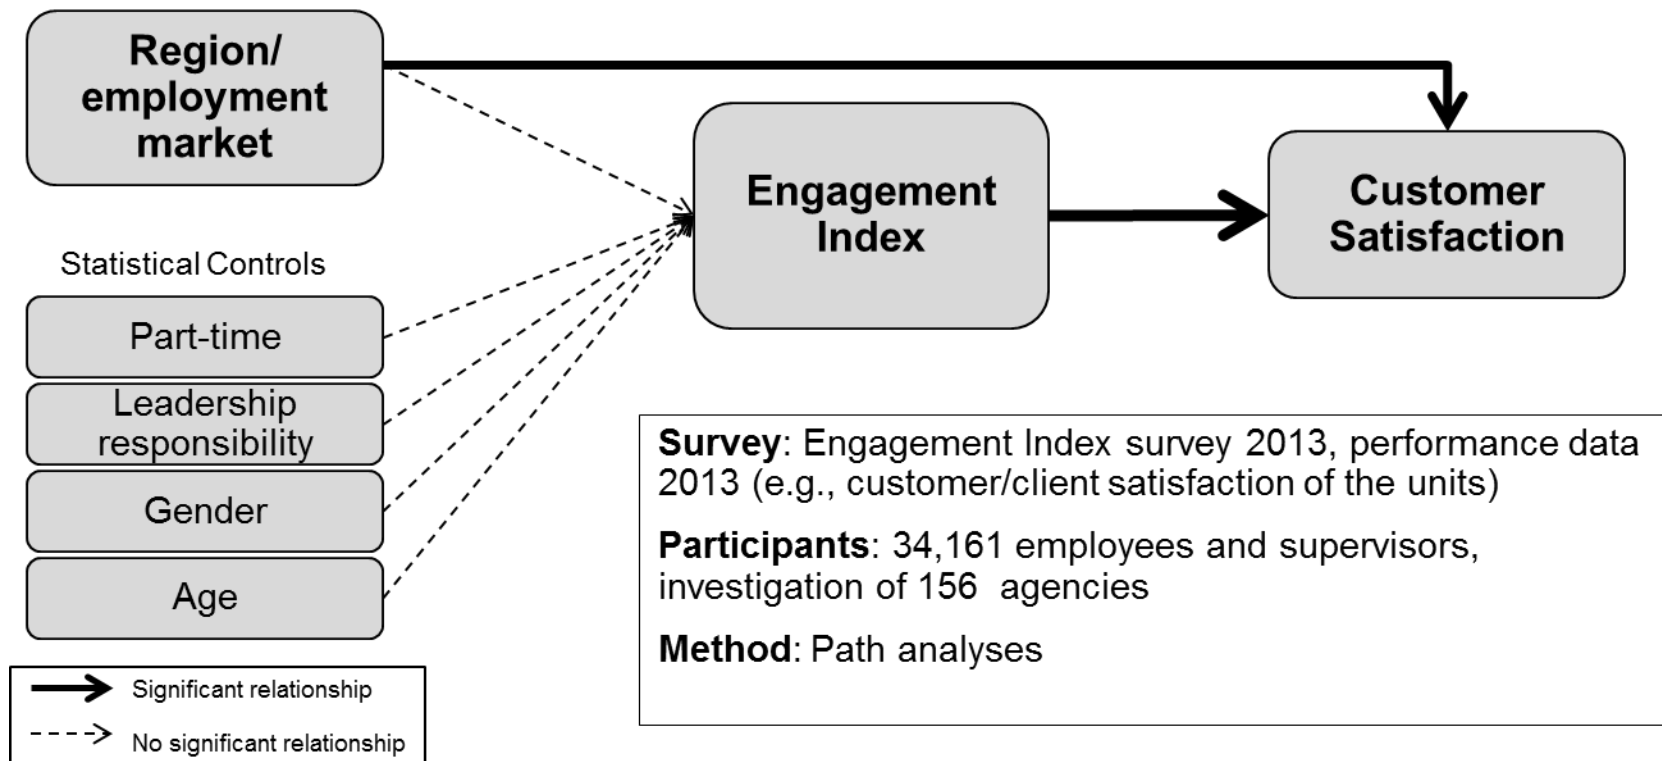 Region/
employment
market
Engagement
Index
Customer
Satisfaction
Statistical Controls
Part-time
Leadership
responsibility
Gender
Age
Significant relationship
No significant relationship
Survey: Engagement Index survey 2013, performance data
2013 (e.g., customer/client satisfaction of the units)
Participants: 34,161 employees and supervisors,
investigation of 156 agencies
Method: Path analyses